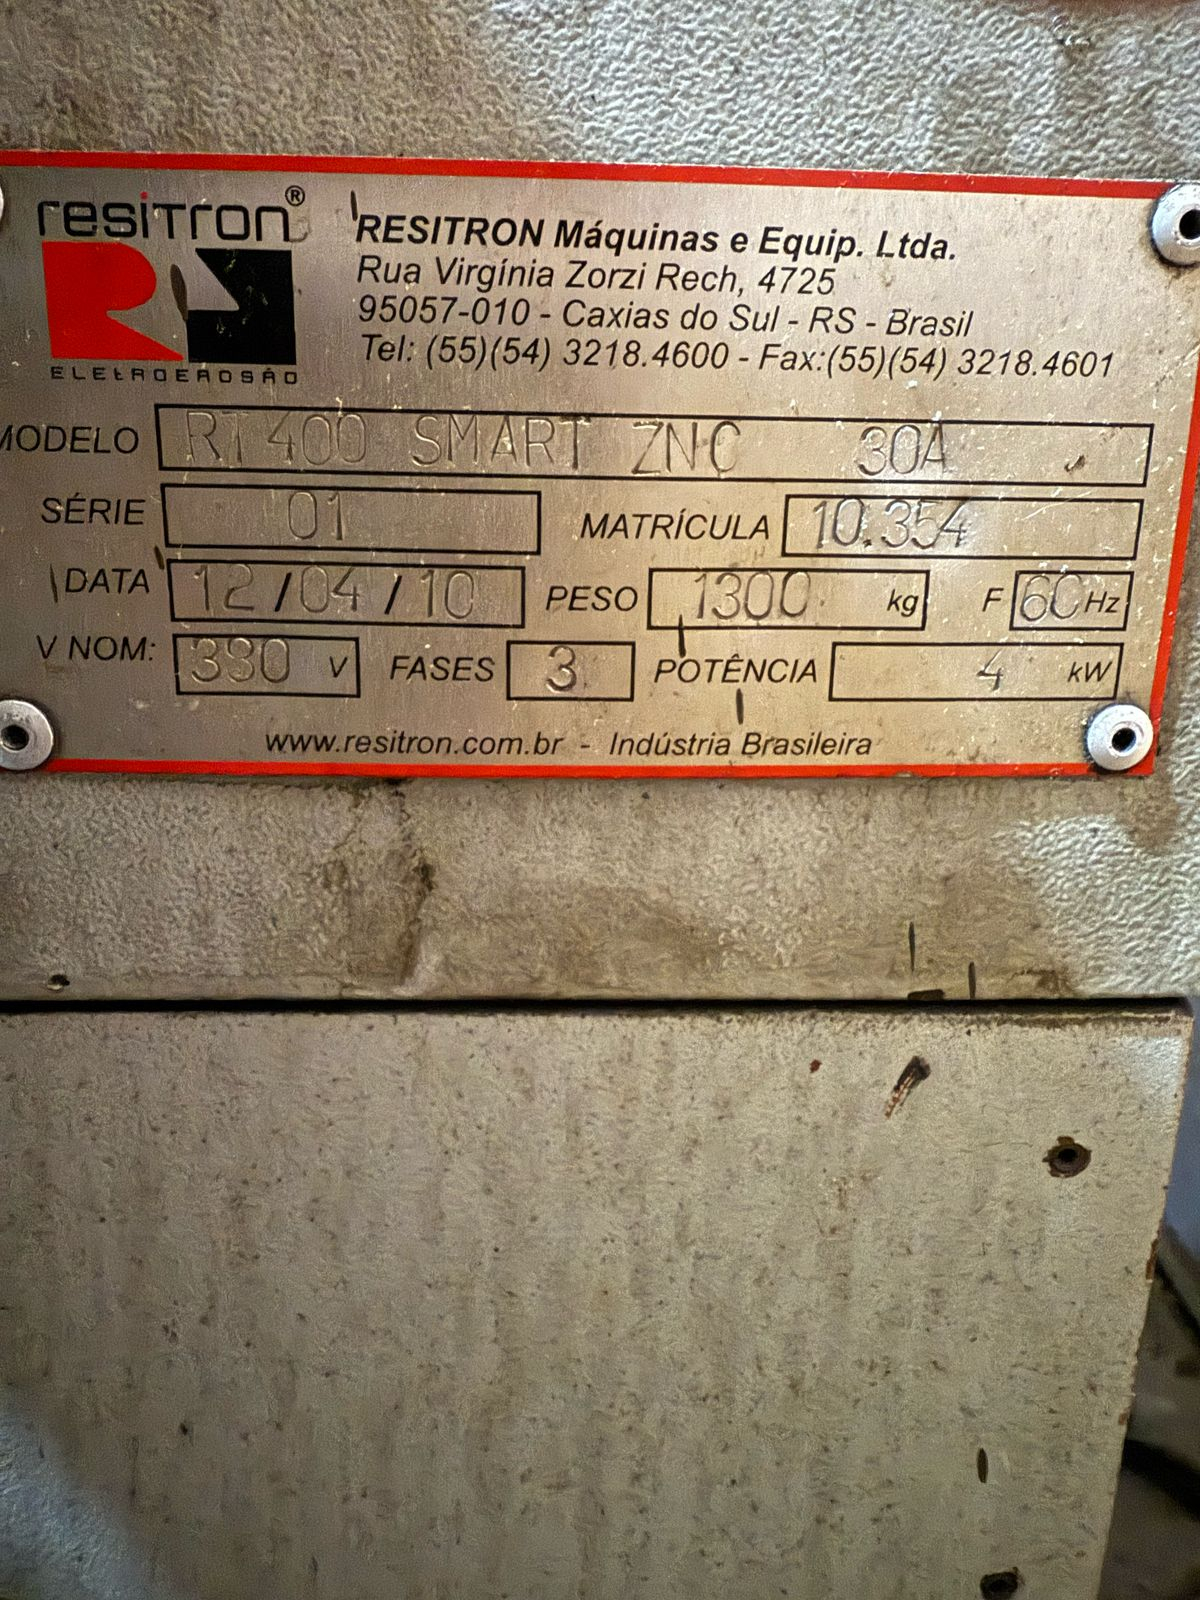 resiTron®
ELETROEROSÃO
RESITRON Máquinas e Equip. Ltda.
Rua Virgínia Zorzi Rech, 4725
95057-010 - Caxias do Sul - RS - Brasil
Tel: (55)(54) 3218.4600 - Fax:(55)(54) 3218.4601
MODELO RT400 SMART ZNC 30A
SÉRIE 01 MATRÍCULA 10.354
DATA 12/04/10 PESO 1300 kg F 60 Hz
V NOM: 380 V FASES 3 POTÊNCIA 4 kW
www.resitron.com.br - Indústria Brasileira